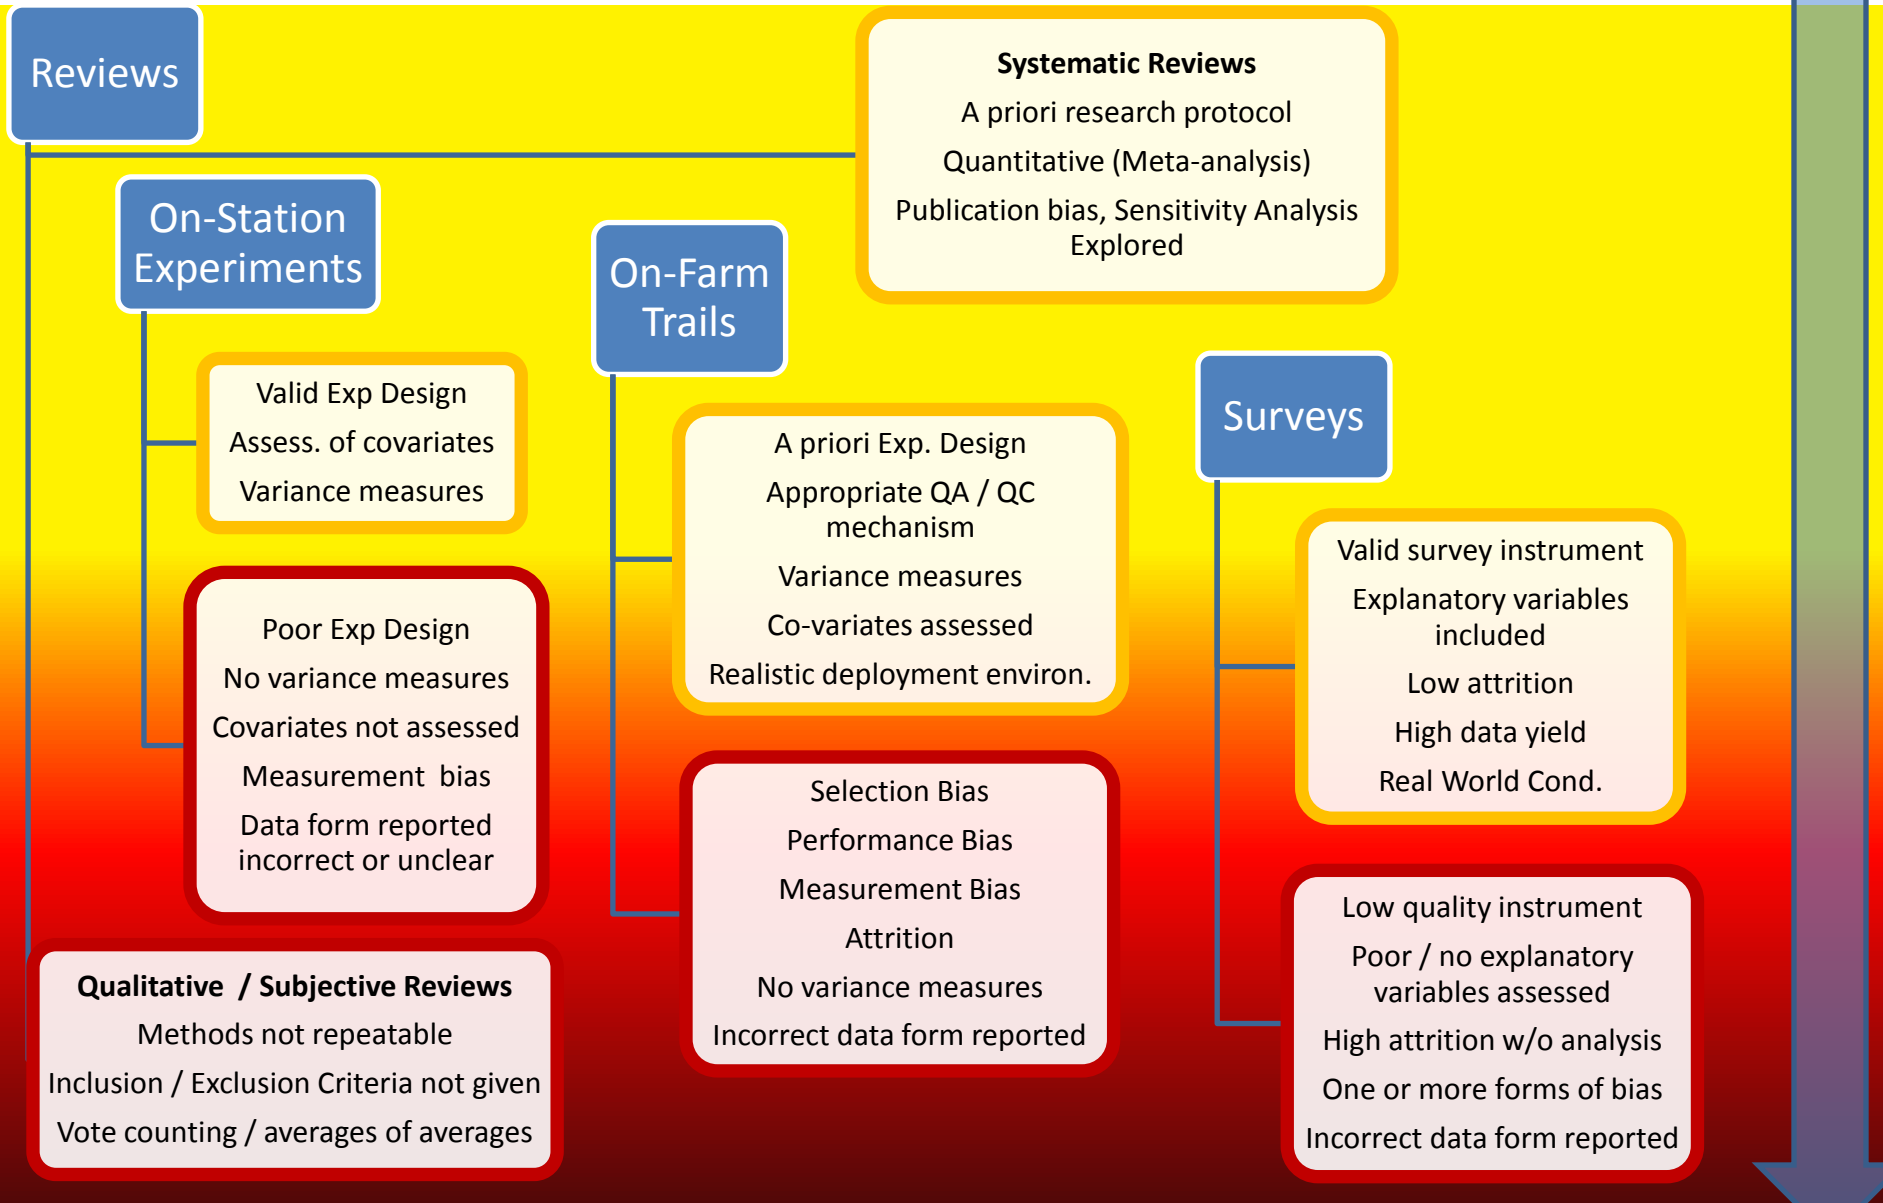 Reviews
Systematic Reviews
A priori research protocol
Quantitative (Meta-analysis)
Publication bias, Sensitivity Analysis
Explored
On-Station
Experiments
Valid Exp Design
Assess. of covariates
Variance measures
Poor Exp Design
No variance measures
Covariates not assessed
Measurement  bias
Data form reported
incorrect or unclear
Qualitative  / Subjective Reviews
Methods not repeatable
Inclusion / Exclusion Criteria not given
Vote counting / averages of averages
On-Farm
Trails
A priori Exp. Design
Appropriate QA / QC
mechanism
Variance measures
Co-variates assessed
Realistic deployment environ.
Selection Bias
Performance Bias
Measurement Bias
Attrition
No variance measures
Incorrect data form reported
Surveys
Valid survey instrument
Explanatory variables
included
Low attrition
High data yield
Real World Cond.
Low quality instrument
Poor / no explanatory
variables assessed
High attrition w/o analysis
One or more forms of bias
Incorrect data form reported